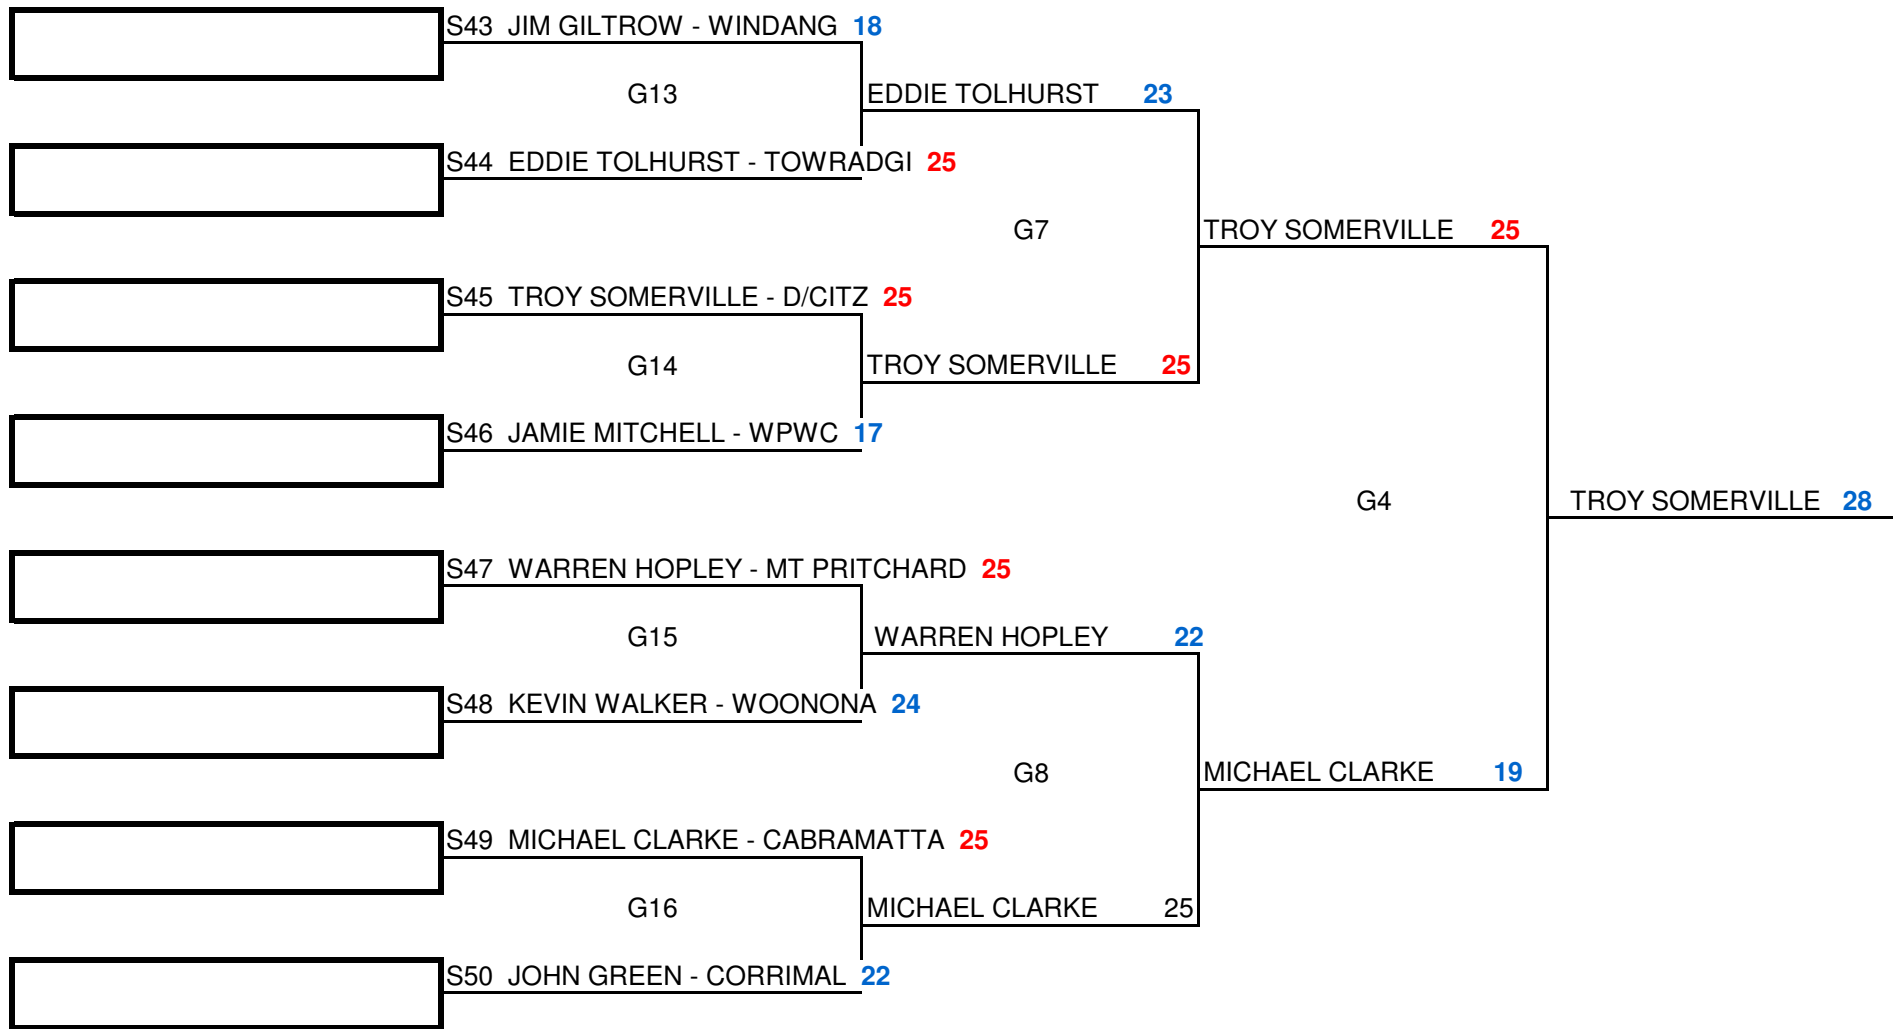 S43 JIM GILTROW - WINDANG 18
G13
EDDIE TOLHURST 23
S44 EDDIE TOLHURST - TOWRADGI 25
G7
TROY SOMERVILLE 25
S45 TROY SOMERVILLE - D/CITZ 25
G14
TROY SOMERVILLE 25
S46 JAMIE MITCHELL - WPWC 17
G4
TROY SOMERVILLE 28
S47 WARREN HOPLEY - MT PRITCHARD 25
G15
WARREN HOPLEY 22
S48 KEVIN WALKER - WOONONA 24
G8
MICHAEL CLARKE 19
S49 MICHAEL CLARKE - CABRAMATTA 25
G16
MICHAEL CLARKE 25
S50 JOHN GREEN - CORRIMAL 22